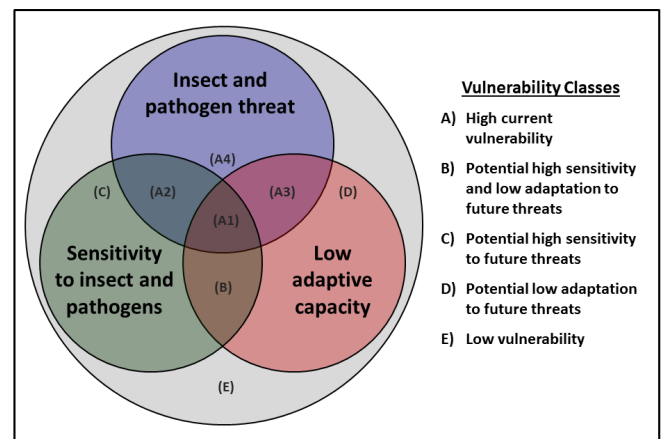 Insect and
pathogen threat
(A4)
(C)
(A2)
(A3)
(D)
(A1)
Sensitivity
to insect and
pathogens
Low
adaptive
capacity
(B)
(E)
Vulnerability Classes
A) High current
vulnerability
B) Potential high sensitivity
and low adaptation to
future threats
C) Potential high sensitivity
to future threats
D) Potential low adaptation
to future threats
E) Low vulnerability